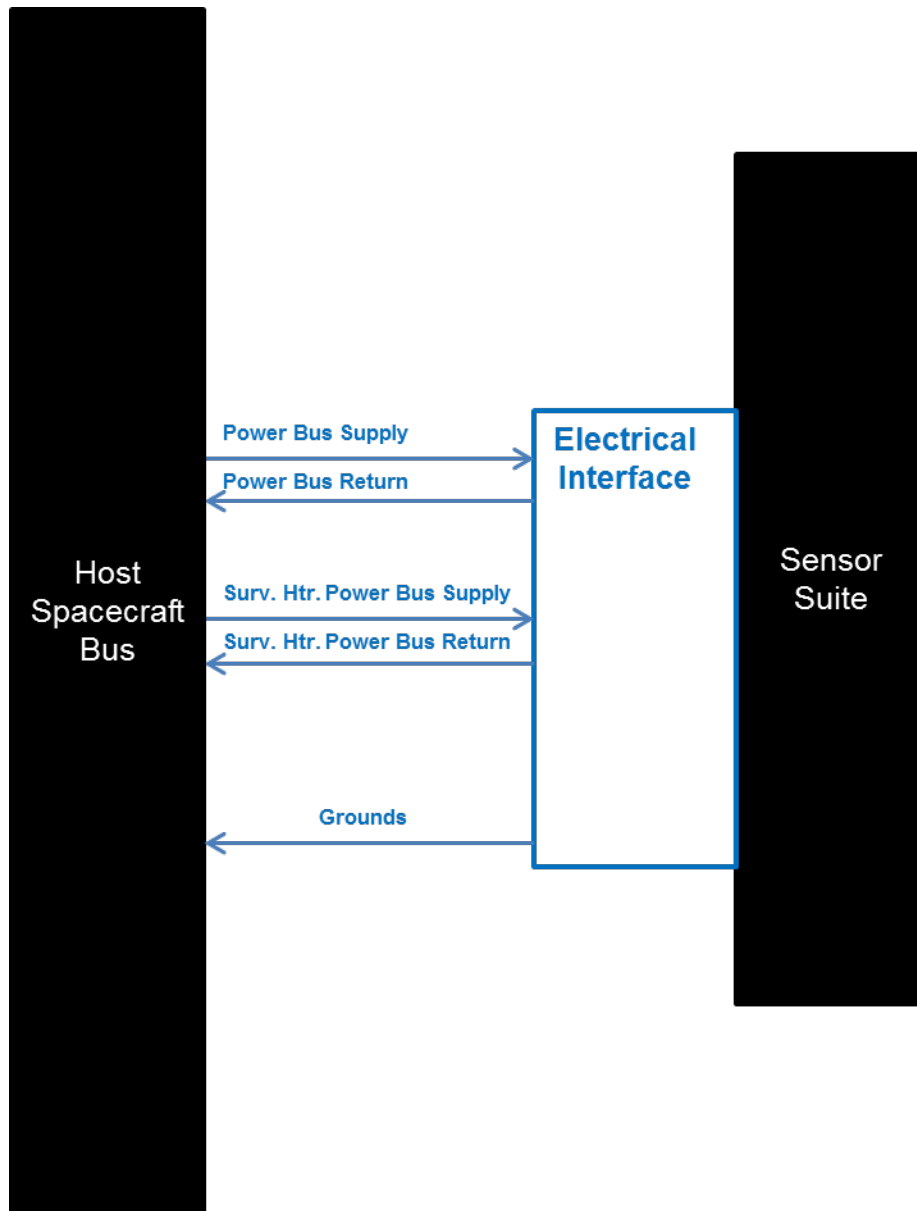 Power Bus Supply
Power Bus Return
Electrical
Interface
Host
Spacecraft
Bus
Surv. Htr. Power Bus Supply
Surv. Htr. Power Bus Return
Sensor
Suite
Grounds